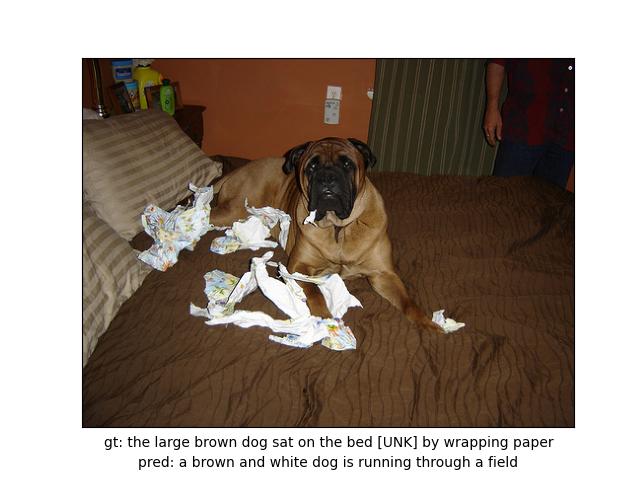 gt: the large brown dog sat on the bed [UNK] by wrapping paper
pred: a brown and white dog is running through a field